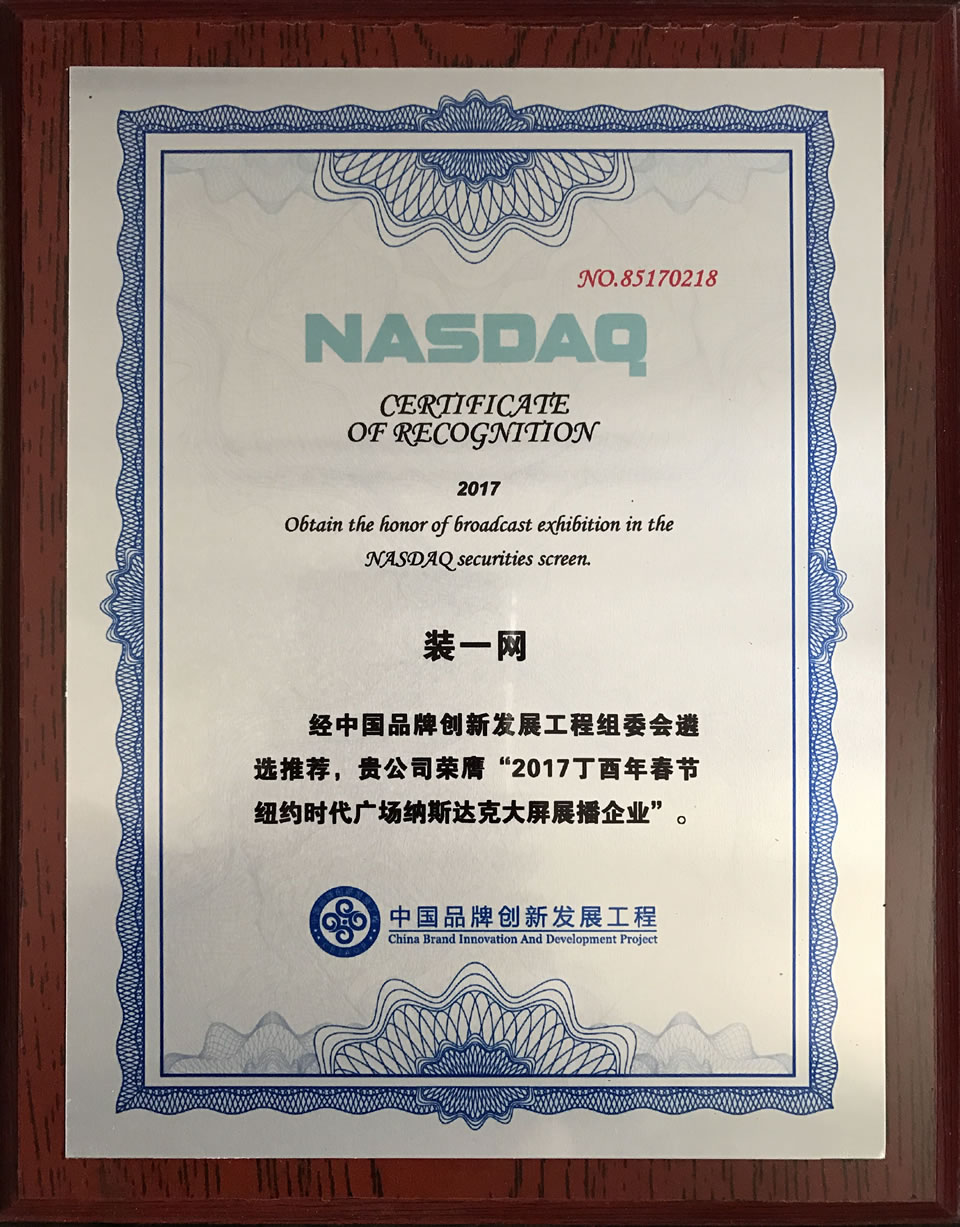 NO.85170218
NASDAQ
CERTIFICATE
OF RECOGNITION
2017
Obtain the honor of broadcast exhibition in the
NASDAQ securities screen.
装一网
经中国品牌创新发展工程组委会遴
选推荐，贵公司荣膺“2017丁酉年春节
纽约时代广场纳斯达克大屏展播企业”。
中国品牌创新发展工程
China Brand Innovation And Development Project